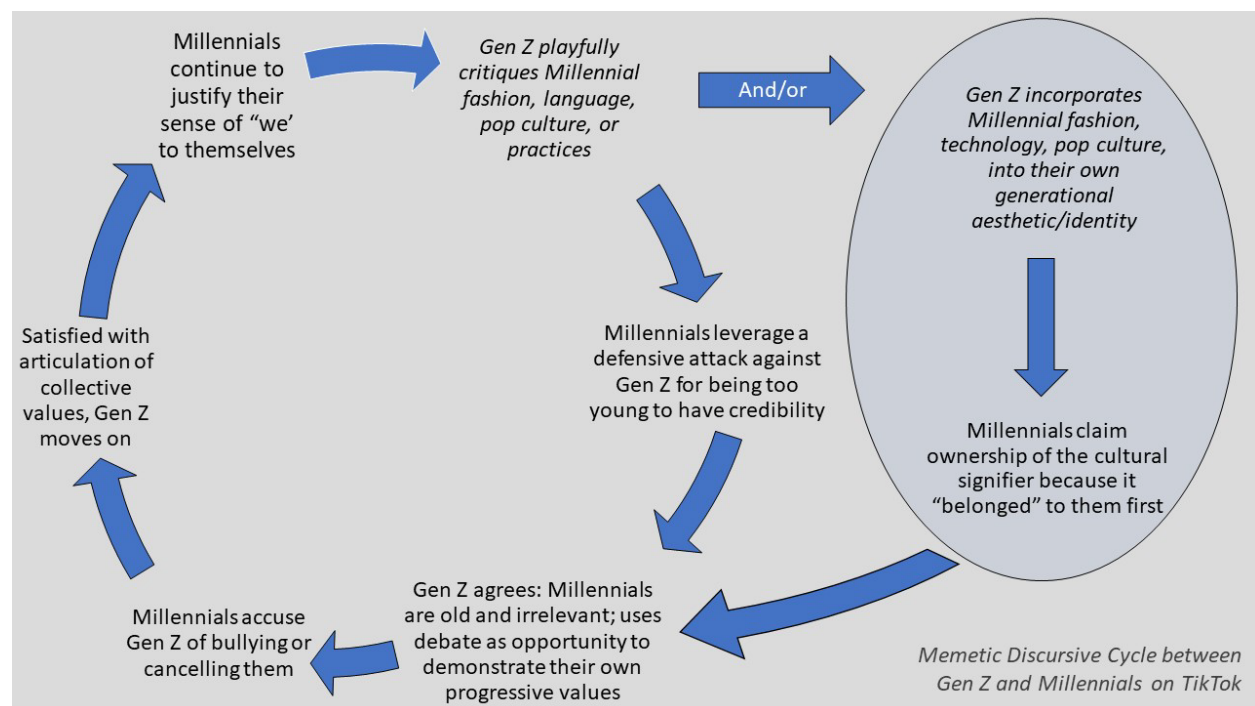 Millennials
continue to
justify their
sense of “we’
to themselves
Gen Z playfully
critiques Millennial
fashion, language,
pop culture, or
practices
And/or
Gen Z incorporates
Millennial fashion,
technology, pop culture,
into their own
generational
aesthetic/identity
Millennials claim
ownership of the cultural
signifier because it
“belonged” to them first
Millennials leverage a
defensive attack against
Gen Z for being too
young to have credibility
Gen Z agrees: Millennials
are old and irrelevant; uses
debate as opportunity to
demonstrate their own
progressive values
Millennials accuse
Gen Z of bullying or
cancelling them
Satisfied with
articulation of
collective
values, Gen Z
moves on
Memetic Discursive Cycle between
Gen Z and Millennials on TikTok